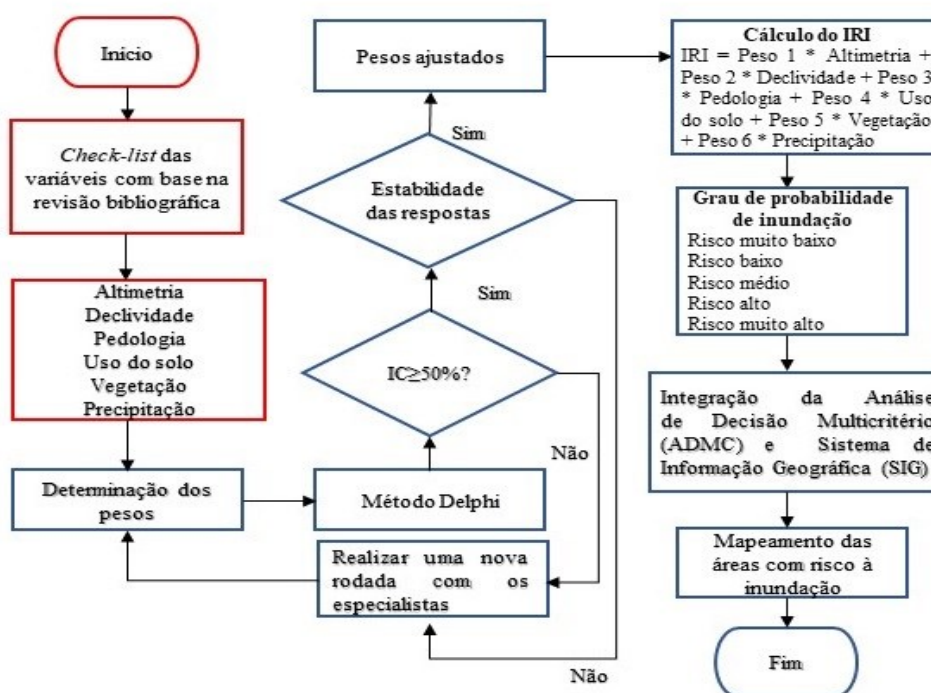 Início
Check-list das
variáveis com base na
revisão bibliográfica
Altimetria
Declividade
Pedologia
Uso do solo
Vegetação
Precipitação
Determinação dos
pesos
Método Delphi
IC≥50%?
Sim
Não
Estabilidade
das respostas
Sim
Não
Realizar uma nova
rodada com os
especialistas
Pesos ajustados
Cálculo do IRI
IRI = Peso 1 * Altimetria +
Peso 2 * Declividade + Peso 3
* Pedologia + Peso 4 * Uso
do solo + Peso 5 * Vegetação
+ Peso 6 * Precipitação
Grau de probabilidade
de inundação
Risco muito baixo
Risco baixo
Risco médio
Risco alto
Risco muito alto
Integração da Análise
de Decisão Multicritério
(ADMC) e Sistema de
Informação Geográfica (SIG)
Mapeamento das
áreas com risco à
inundação
Fim